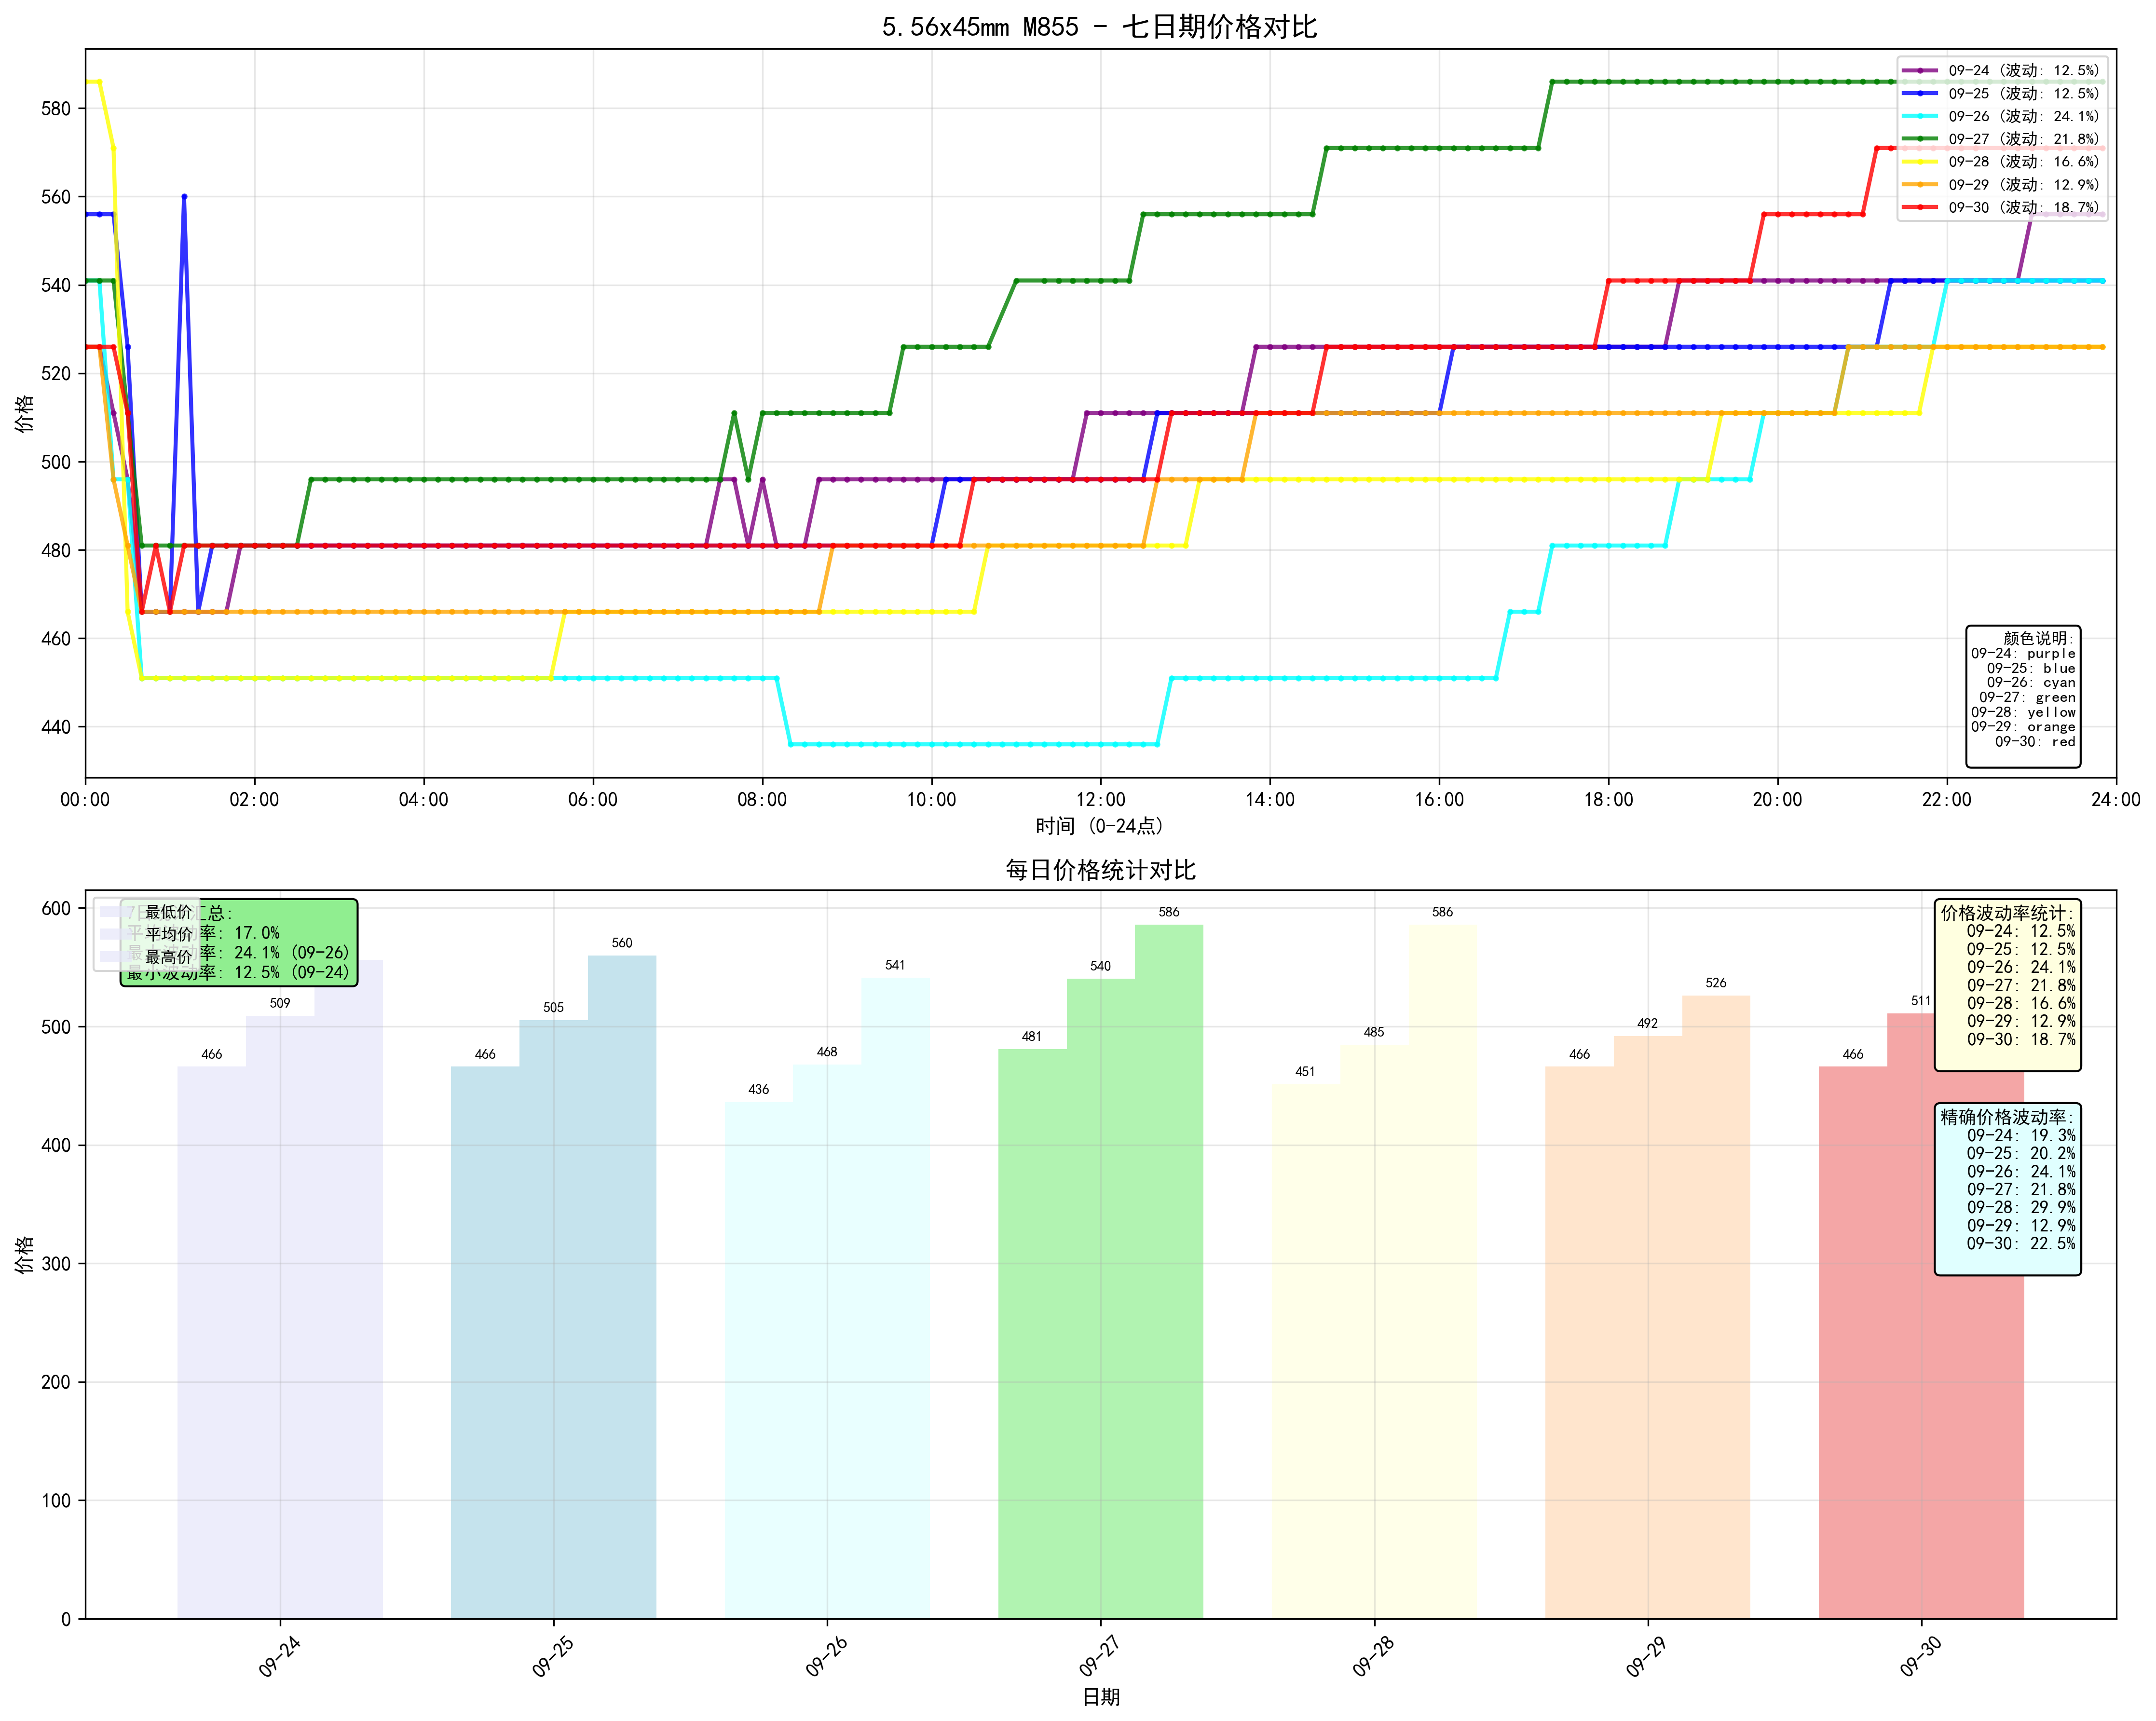 5.56x45mm M855 - 七日期价格对比
价格
580
560
540
520
500
480
460
440
09-24 (波动: 12.5%)
09-25 (波动: 12.5%)
09-26 (波动: 24.1%)
09-27 (波动: 21.8%)
09-28 (波动: 16.6%)
09-29 (波动: 12.9%)
09-30 (波动: 18.7%)
颜色说明:
09-24: purple
09-25: blue
09-26: cyan
09-27: green
09-28: yellow
09-29: orange
09-30: red
00:00 02:00 04:00 06:00 08:00 10:00 12:00 14:00 16:00 18:00 20:00 22:00 24:00
时间 (0-24点)
每日价格统计对比
价格
600
500
400
300
200
100
0
最低价
平均价
最高价
汇总:
率: 17.0%
率: 24.1% (09-26)
最小波动率: 12.5% (09-24)
466 509
466 505 560
436 468 541
481 540 586
451 485 586
466 492 526
466 511
价格波动率统计:
09-24: 12.5%
09-25: 12.5%
09-26: 24.1%
09-27: 21.8%
09-28: 16.6%
09-29: 12.9%
09-30: 18.7%
精确价格波动率:
09-24: 19.3%
09-25: 20.2%
09-26: 24.1%
09-27: 21.8%
09-28: 29.9%
09-29: 12.9%
09-30: 22.5%
09-24 09-25 09-26 09-27 09-28 09-29 09-30
日期